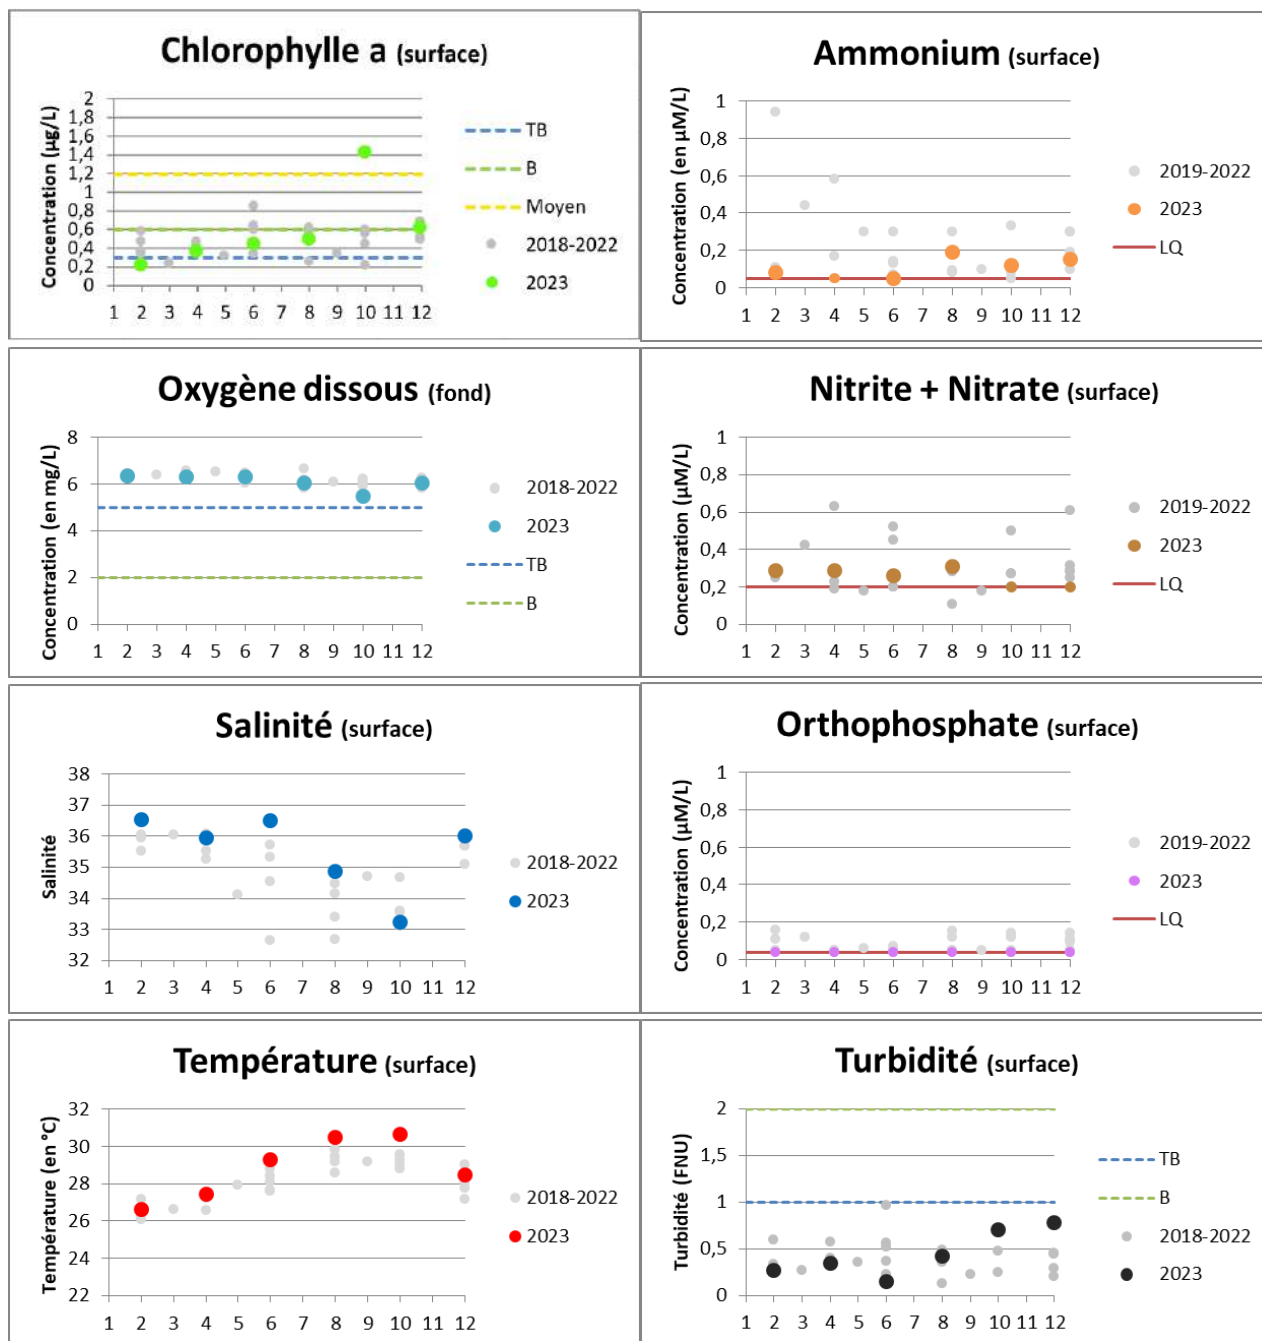 Chlorophylle a (surface)
Concentration (µg/L)
2
1,8
1,6
1,4
1,2
1
0,8
0,6
0,4
0,2
0
1 2 3 4 5 6 7 8 9 10 11 12
TB
B
Moyen
2018-2022
2023
Ammonium (surface)
Concentration (en µM/L)
1
0,8
0,6
0,4
0,2
0
1 2 3 4 5 6 7 8 9 10 11 12
2019-2022
2023
LQ
Oxygène dissous (fond)
Concentration (en mg/L)
8
6
4
2
0
1 2 3 4 5 6 7 8 9 10 11 12
2018-2022
2023
TB
B
Nitrite + Nitrate (surface)
Concentration (µM/L)
1
0,8
0,6
0,4
0,2
0
1 2 3 4 5 6 7 8 9 10 11 12
2019-2022
2023
LQ
Salinité (surface)
Salinité
38
37
36
35
34
33
32
1 2 3 4 5 6 7 8 9 10 11 12
2018-2022
2023
Orthophosphate (surface)
Concentration (µM/L)
1
0,8
0,6
0,4
0,2
0
1 2 3 4 5 6 7 8 9 10 11 12
2019-2022
2023
LQ
Température (surface)
Température (en °C)
32
30
28
26
24
22
1 2 3 4 5 6 7 8 9 10 11 12
2018-2022
2023
Turbidité (surface)
Turbidité (FNU)
2
1,5
1
0,5
0
1 2 3 4 5 6 7 8 9 10 11 12
TB
B
2018-2022
2023